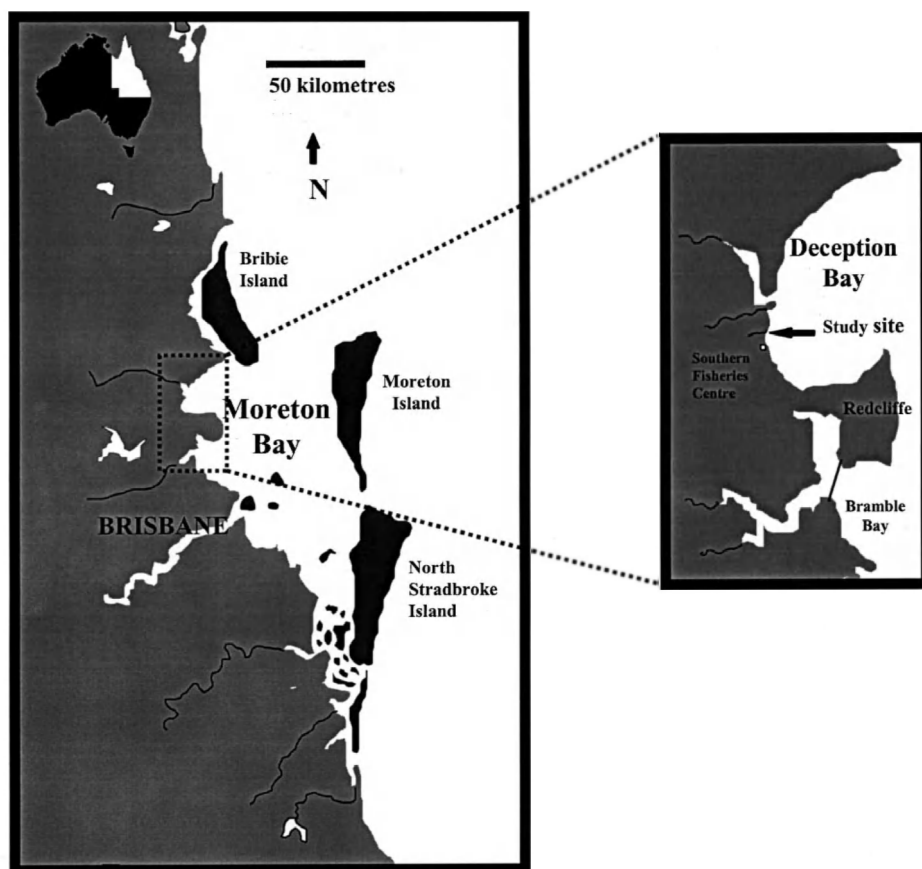 50 kilometres
N
Bribie
Island
Moreton
Island
Moreton
Bay
BRISBANE
North
Stradbroke
Island
Deception
Bay
Study site
Southern
Fisheries
Centre
Redcliffe
Bramble
Bay